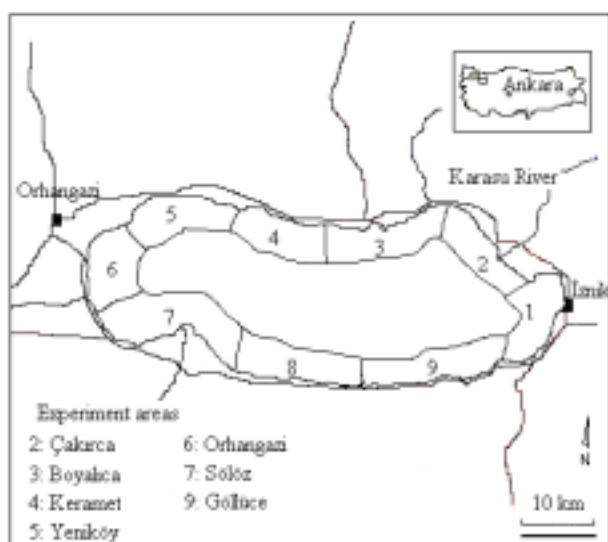 Ankara
Karasu River
Orhangazi
5
4
3
2
6
İznik
1
7
8
9
Experiment areas
2: Çakırca
6: Orhangazi
3: Boyalıca
7: Sölöz
4: Keramet
9: Göllüce
5: Yeniköy
N
10 km